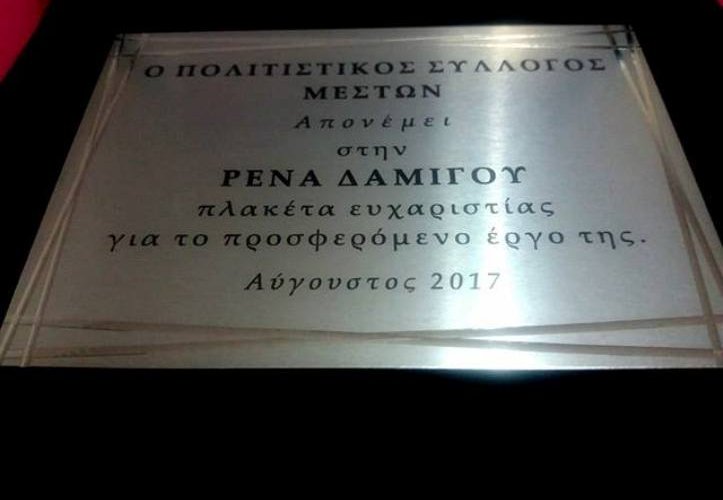 Ο ΠΟΛΙΤΙΣΤΙΚΟΣ ΣΥΛΛΟΓΟΣ
ΜΕΣΤΩΝ
Απονέμει
στην
ΡΕΝΑ ΔΑΜΙΓΟΥ
πλακέτα ευχαριστίας
για το προσφερόμενο έργο της.
Αύγουστος 2017